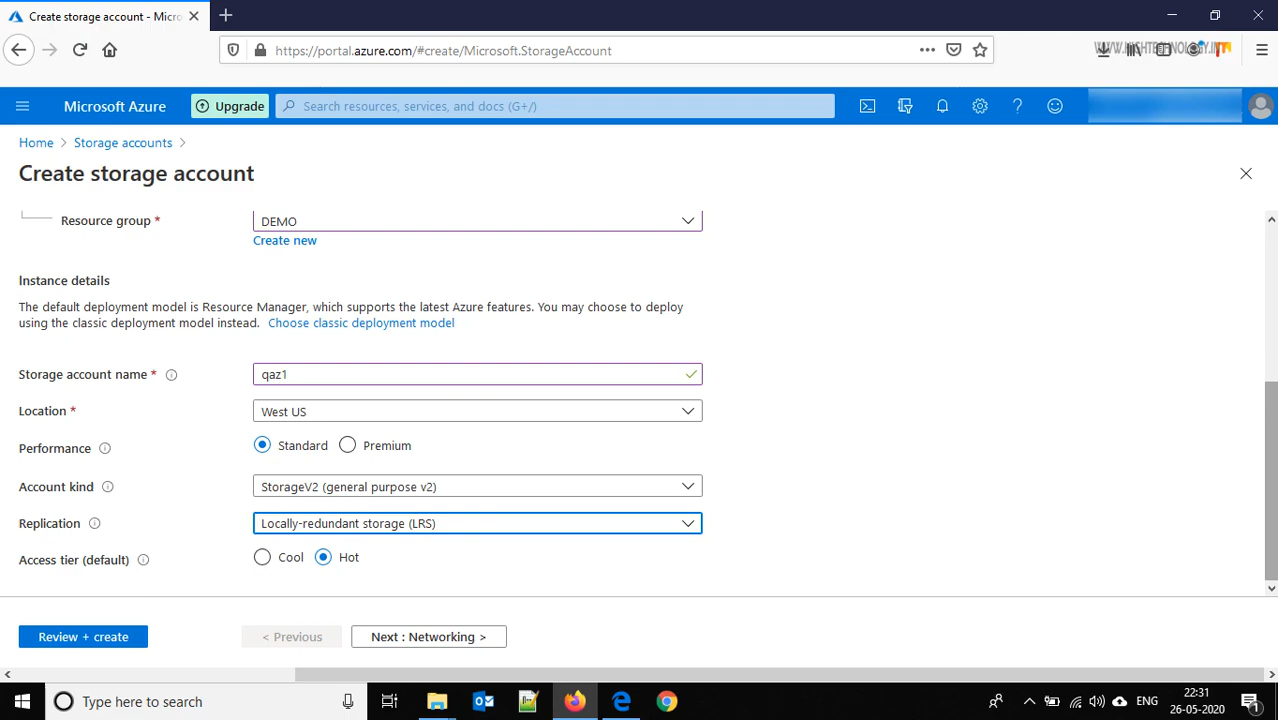 Create storage account - Micro
https://portal.azure.com/#create/Microsoft.StorageAccount
Microsoft Azure
Upgrade
Search resources, services, and docs (G+/)
Home > Storage accounts >
Create storage account
Resource group *
DEMO
Create new
Instance details
The default deployment model is Resource Manager, which supports the latest Azure features. You may choose to deploy
using the classic deployment model instead. Choose classic deployment model
Storage account name *
qaz1
Location *
West US
Performance
Standard
Premium
Account kind
StorageV2 (general purpose v2)
Replication
Locally-redundant storage (LRS)
Access tier (default)
Cool
Hot
Review + create
< Previous
Next : Networking >
Type here to search
ENG
22:31
26-05-2020
1